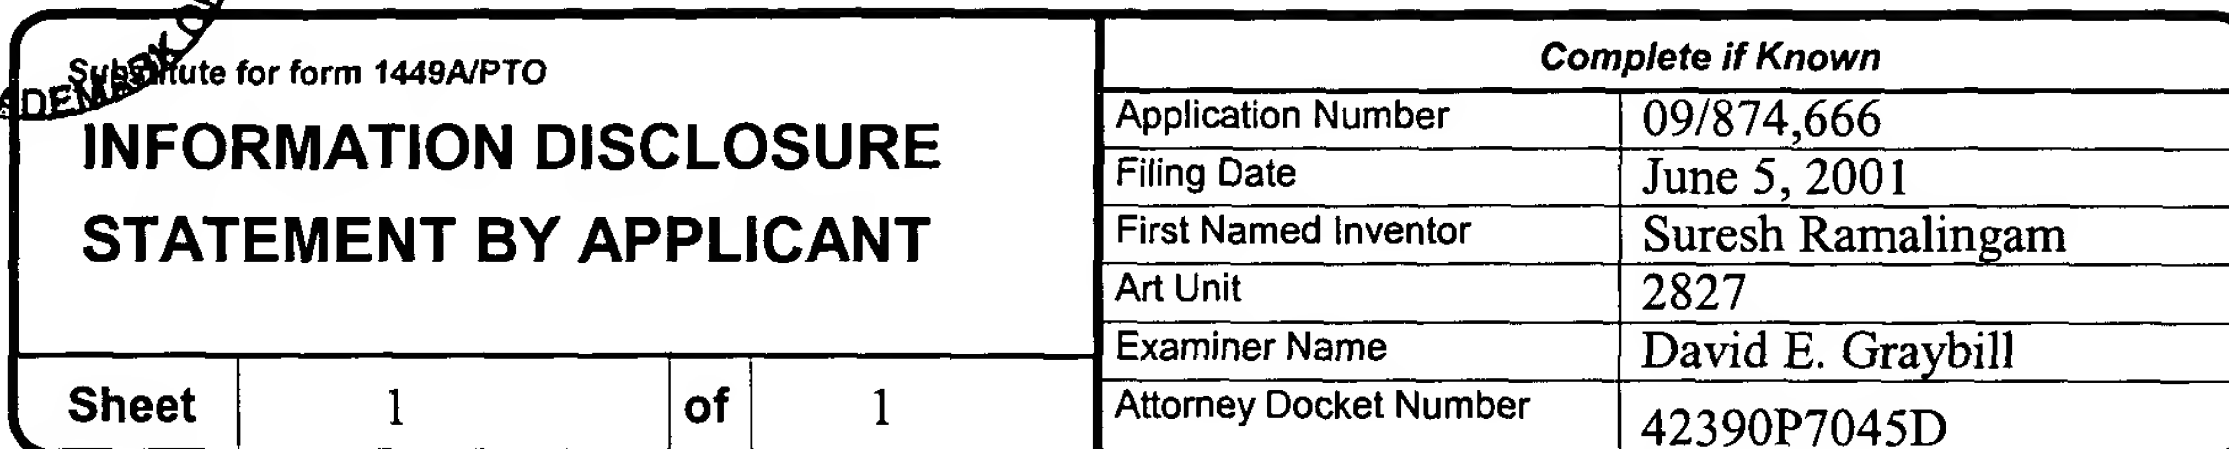 Substitute for form 1449A/PTO
INFORMATION DISCLOSURE
STATEMENT BY APPLICANT
Sheet 1 of 1
Complete if Known
Application Number 09/874,666
Filing Date June 5, 2001
First Named Inventor Suresh Ramalingam
Art Unit 2827
Examiner Name David E. Graybill
Attorney Docket Number 42390P7045D